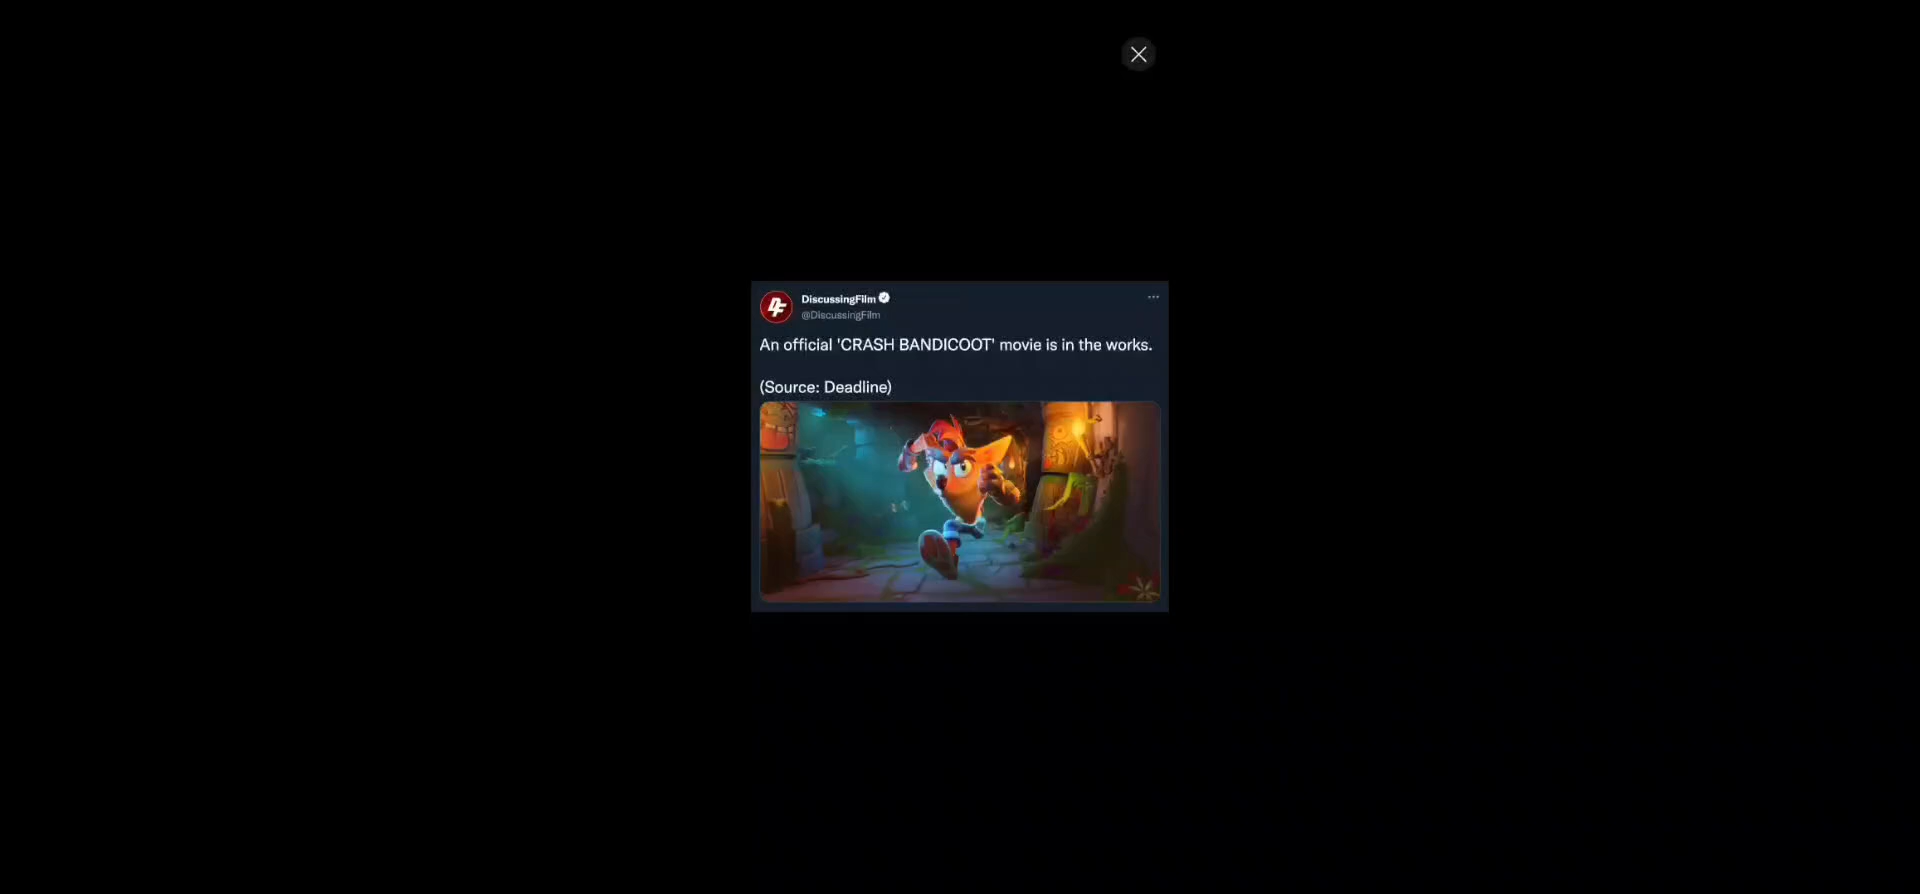 DiscussingFilm
@DiscussingFilm
An official 'CRASH BANDICOOT' movie is in the works.
(Source: Deadline)